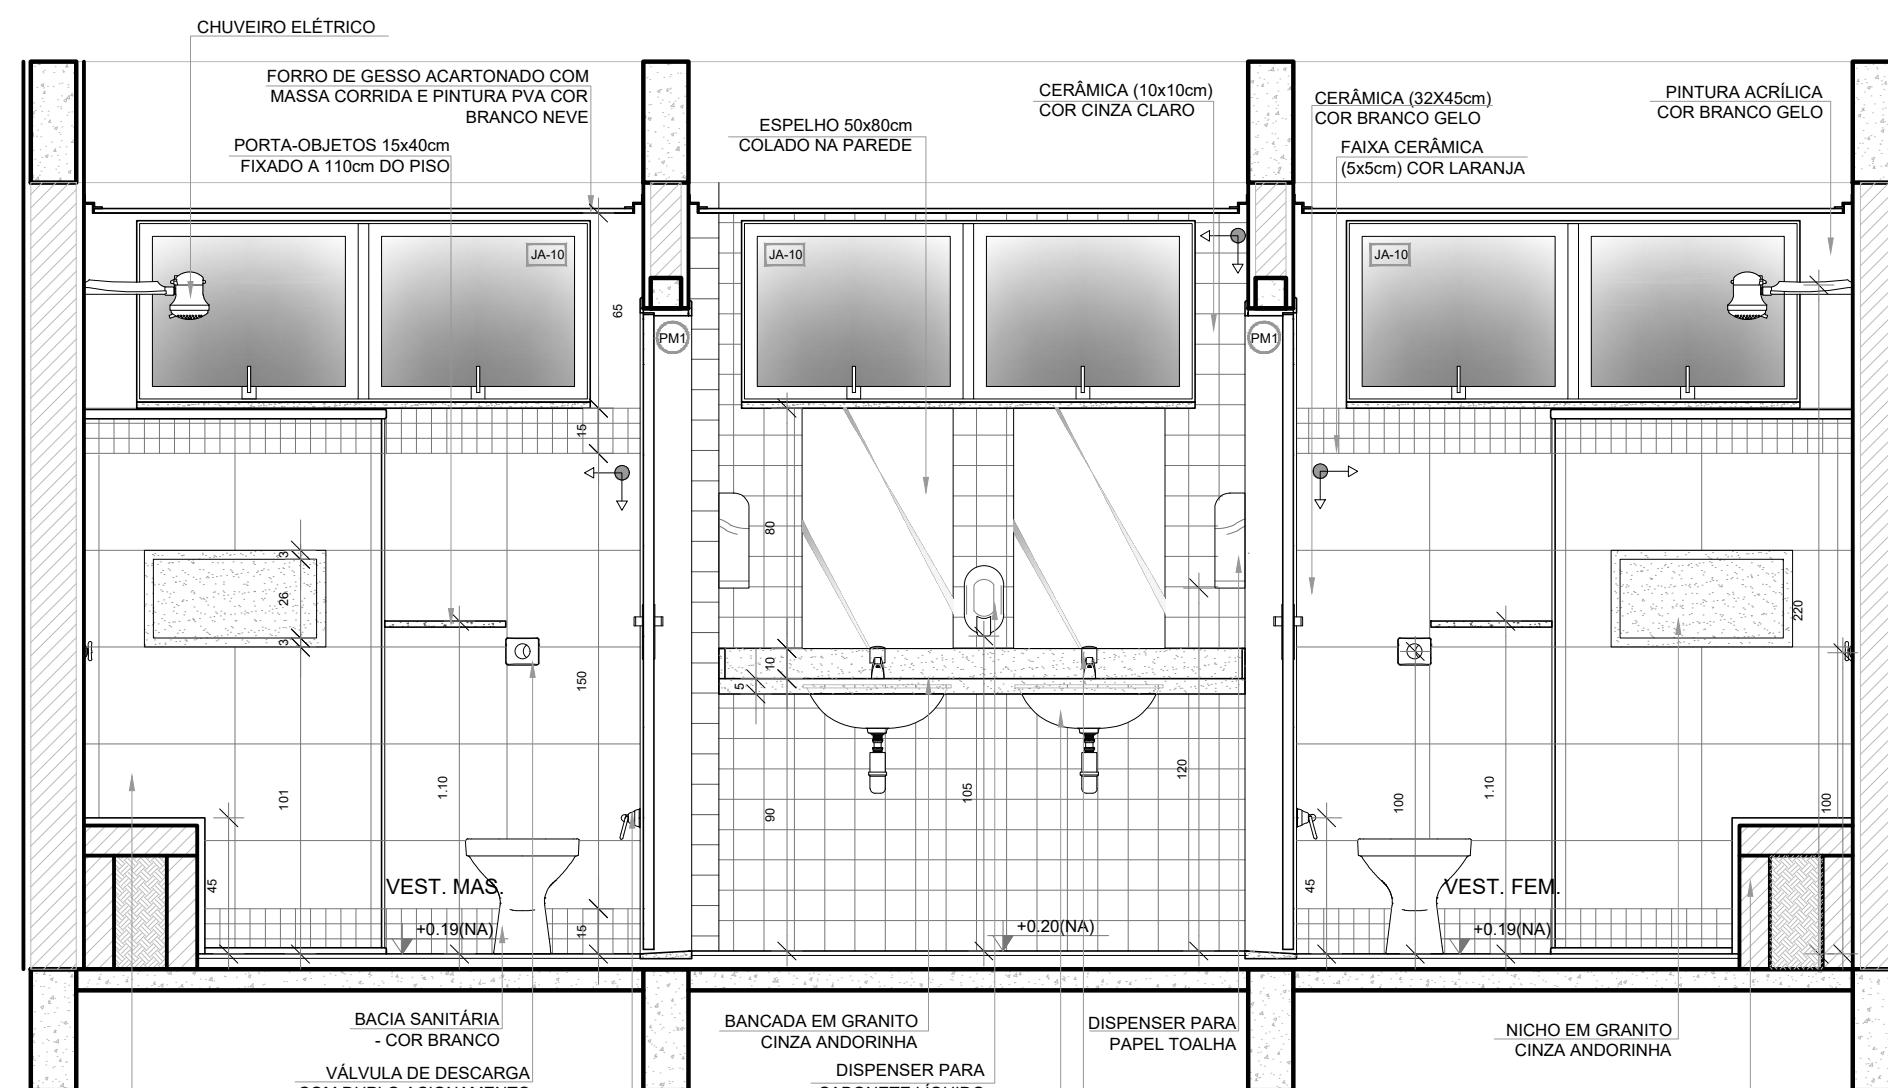 CHUVEIRO ELÉTRICO
FORRO DE GESSO ACARTONADO COM
MASSA CORRIDA E PINTURA PVA COR
BRANCO NEVE
PORTA-OBJETOS 15x40cm
FIXADO A 110cm DO PISO
ESPELHO 50x80cm
COLADO NA PAREDE
CERÂMICA (10x10cm)
COR CINZA CLARO
CERÂMICA (32X45cm)
COR BRANCO GELO
FAIXA CERÂMICA
(5x5cm) COR LARANJA
PINTURA ACRÍLICA
COR BRANCO GELO
JA-10
JA-10
JA-10
65
PM1
PM1
15
80
3
26
3
220
150
10
5
101
1.10
90
105
120
100
1.10
100
45
45
VEST. MAS.
VEST. FEM.
+0.19(NA)
15
+0.20(NA)
+0.19(NA)
BACIA SANITÁRIA
- COR BRANCO
VÁLVULA DE DESCARGA
BANCADA EM GRANITO
CINZA ANDORINHA
DISPENSER PARA
DISPENSER PARA
PAPEL TOALHA
NICHO EM GRANITO
CINZA ANDORINHA